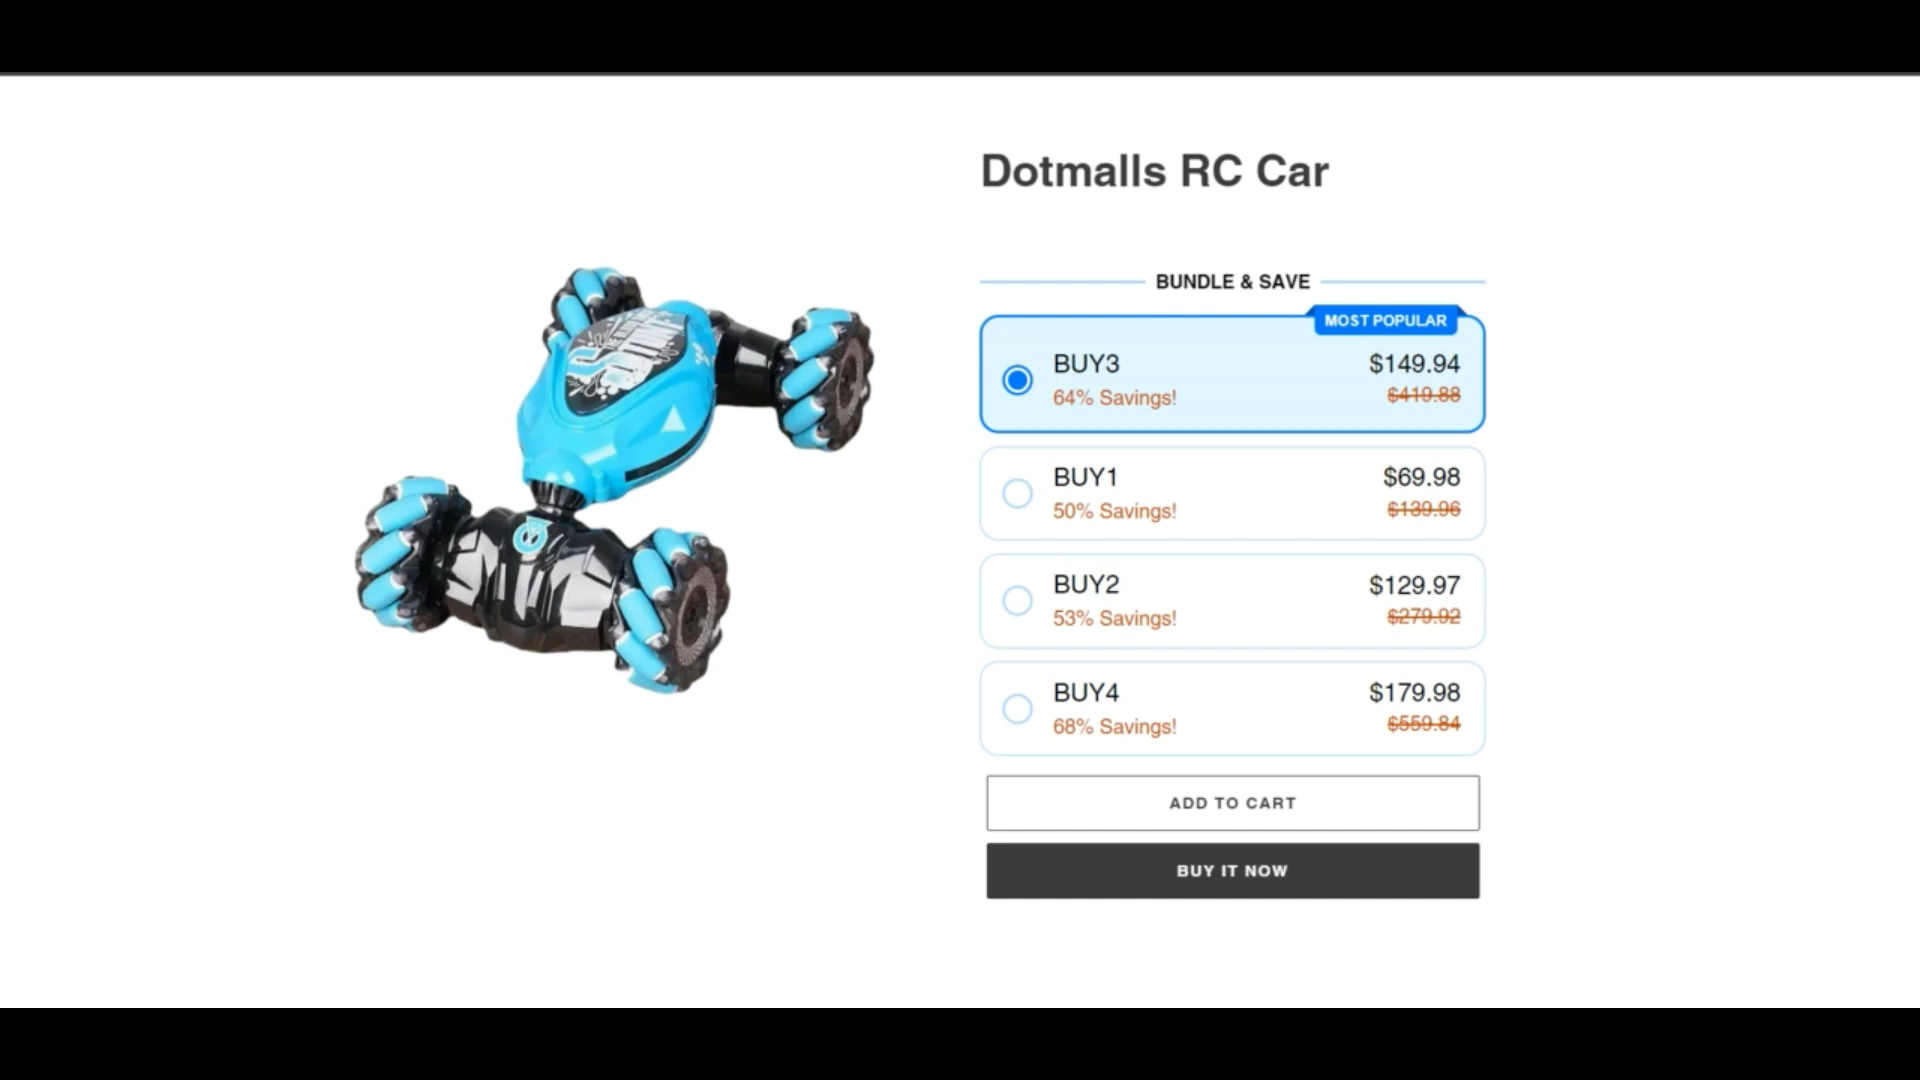 Dotmalls RC Car
BUNDLE & SAVE
MOST POPULAR
BUY3
$149.94
64% Savings!
$419.88
BUY1
$69.98
50% Savings!
$139.96
BUY2
$129.97
53% Savings!
$279.92
BUY4
$179.98
68% Savings!
$559.84
ADD TO CART
BUY IT NOW